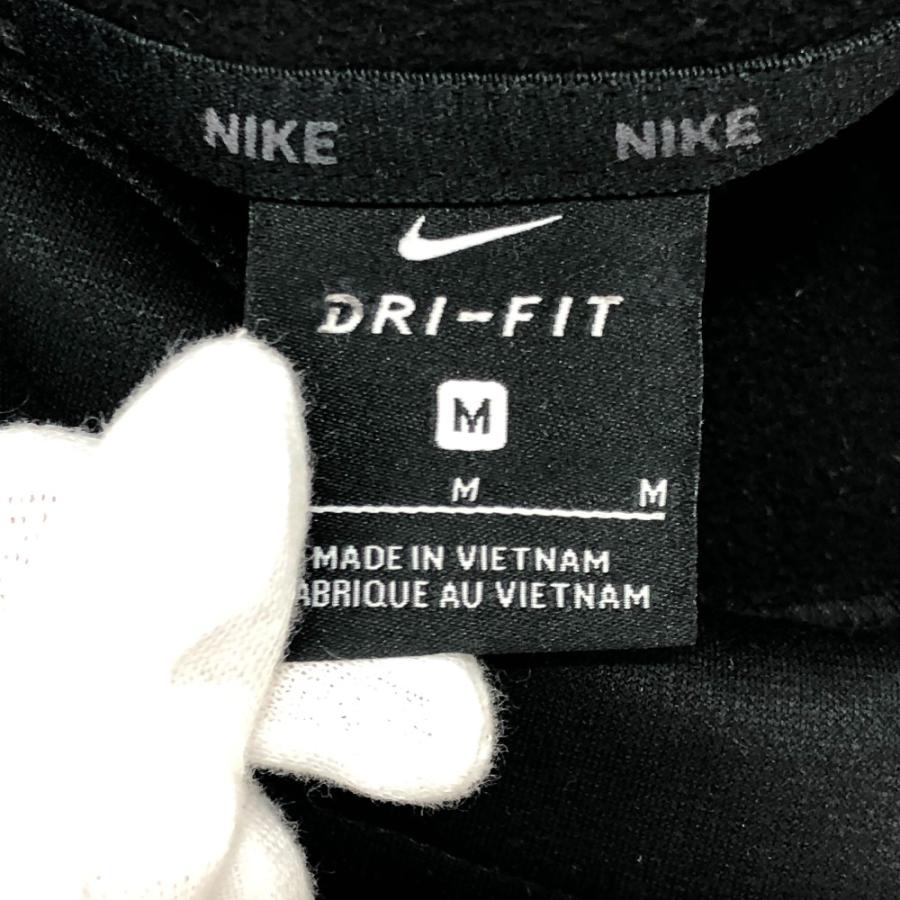 NIKE NIKE
DRI-FIT
M
M M
MADE IN VIETNAM
ABRIQUE AU VIETNAM